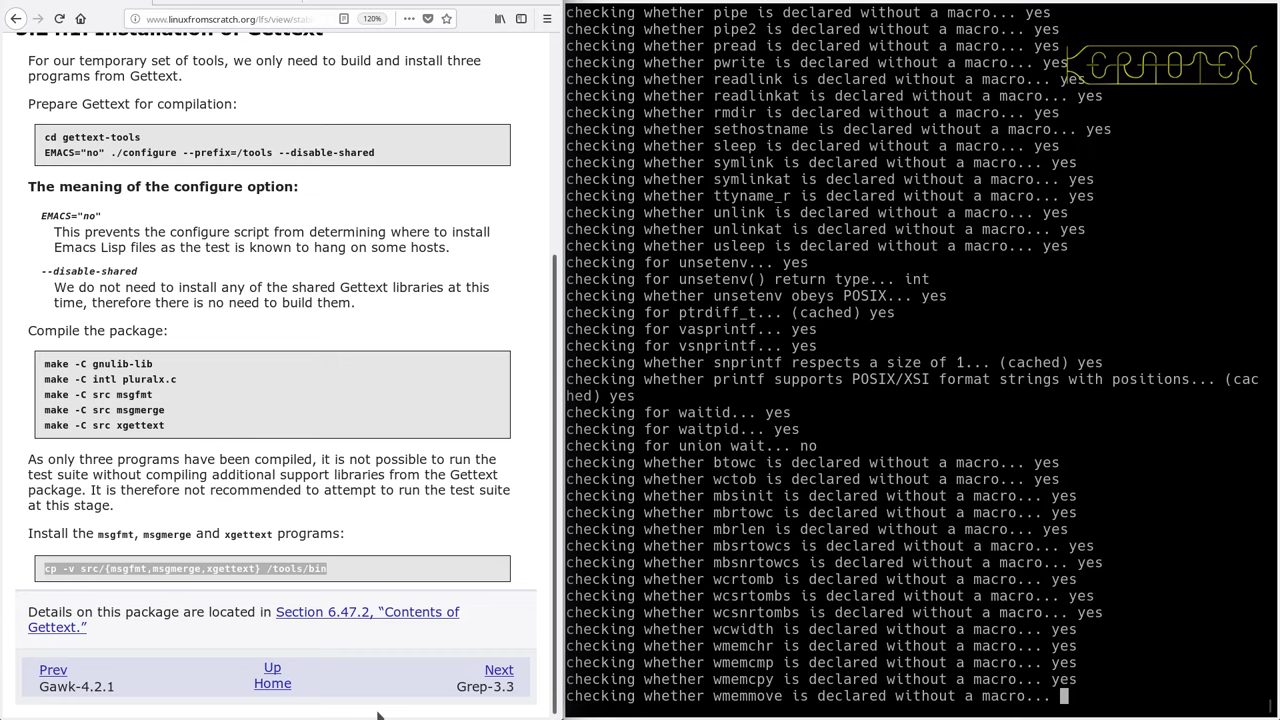 www.linuxfromscratch.org/lfs/view/stab
120%
For our temporary set of tools, we only need to build and install three
programs from Gettext.
Prepare Gettext for compilation:
cd gettext-tools
EMACS="no" ./configure --prefix=/tools --disable-shared
The meaning of the configure option:
EMACS="no"
This prevents the configure script from determining where to install
Emacs Lisp files as the test is known to hang on some hosts.
--disable-shared
We do not need to install any of the shared Gettext libraries at this
time, therefore there is no need to build them.
Compile the package:
make -C gnulib-lib
make -C intl pluralx.c
make -C src msgfmt
make -C src msgmerge
make -C src xgettext
As only three programs have been compiled, it is not possible to run the
test suite without compiling additional support libraries from the Gettext
package. It is therefore not recommended to attempt to run the test suite
at this stage.
Install the msgfmt, msgmerge and xgettext programs:
cp -v src/{msgfmt,msgmerge,xgettext} /tools/bin
Details on this package are located in Section 6.47.2, “Contents of
Gettext.”
Prev
Gawk-4.2.1
Up
Home
Next
Grep-3.3
checking whether pipe is declared without a macro... yes
checking whether pipe2 is declared without a macro... yes
checking whether pread is declared without a macro... yes
checking whether pwrite is declared without a macro... yes
checking whether readlink is declared without a macro... yes
checking whether readlinkat is declared without a macro... yes
checking whether rmdir is declared without a macro... yes
checking whether sethostname is declared without a macro... yes
checking whether sleep is declared without a macro... yes
checking whether symlink is declared without a macro... yes
checking whether symlinkat is declared without a macro... yes
checking whether ttyname_r is declared without a macro... yes
checking whether unlink is declared without a macro... yes
checking whether unlinkat is declared without a macro... yes
checking whether usleep is declared without a macro... yes
checking for unsetenv... yes
checking for unsetenv() return type... int
checking whether unsetenv obeys POSIX... yes
checking for ptrdiff_t... (cached) yes
checking for vasprintf... yes
checking for vsnprintf... yes
checking whether snprintf respects a size of 1... (cached) yes
checking whether printf supports POSIX/XSI format strings with positions... (cac
hed) yes
checking for waitid... yes
checking for waitpid... yes
checking for union wait... no
checking whether btowc is declared without a macro... yes
checking whether wctob is declared without a macro... yes
checking whether mbsinit is declared without a macro... yes
checking whether mbrtowc is declared without a macro... yes
checking whether mbrlen is declared without a macro... yes
checking whether mbsrtowcs is declared without a macro... yes
checking whether mbsnrtowcs is declared without a macro... yes
checking whether wcrtomb is declared without a macro... yes
checking whether wcsrtombs is declared without a macro... yes
checking whether wcsnrtombs is declared without a macro... yes
checking whether wcwidth is declared without a macro... yes
checking whether wmemchr is declared without a macro... yes
checking whether wmemcmp is declared without a macro... yes
checking whether wmemcpy is declared without a macro... yes
checking whether wmemmove is declared without a macro...